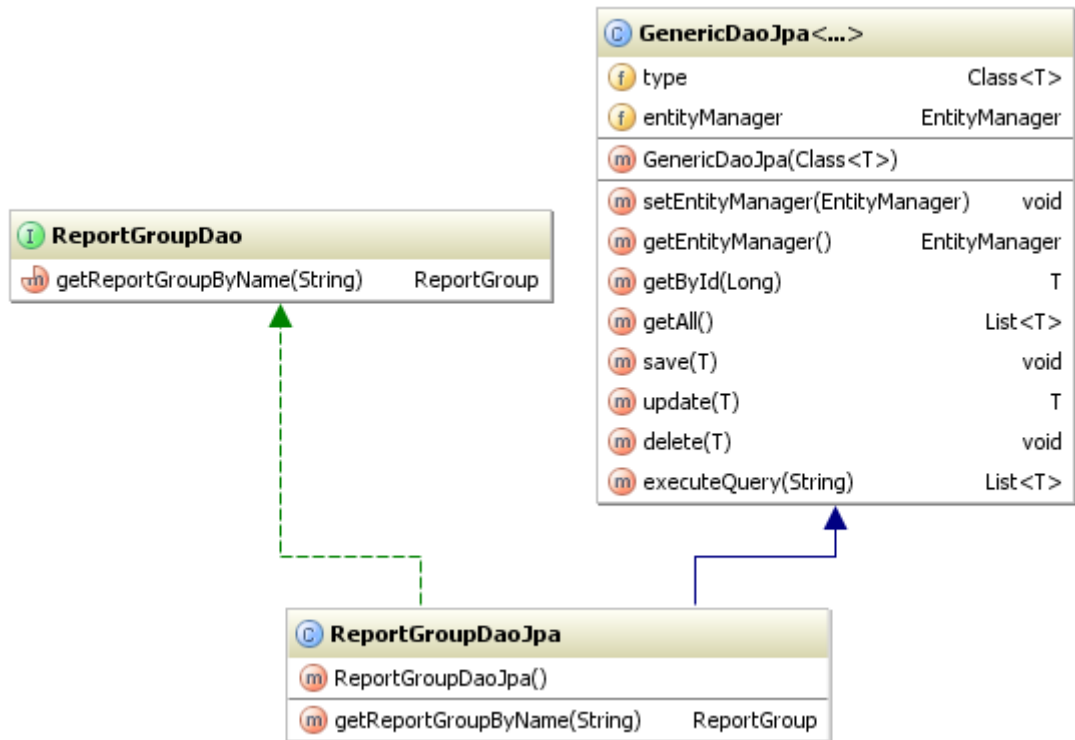 C GenericDaoJpa<...>
f type Class<T>
f entityManager EntityManager
m GenericDaoJpa(Class<T>)
m setEntityManager(EntityManager) void
m getEntityManager() EntityManager
m getById(Long) T
m getAll() List<T>
m save(T) void
m update(T) T
m delete(T) void
m executeQuery(String) List<T>
I ReportGroupDao
m getReportGroupByName(String) ReportGroup
C ReportGroupDaoJpa
m ReportGroupDaoJpa()
m getReportGroupByName(String) ReportGroup